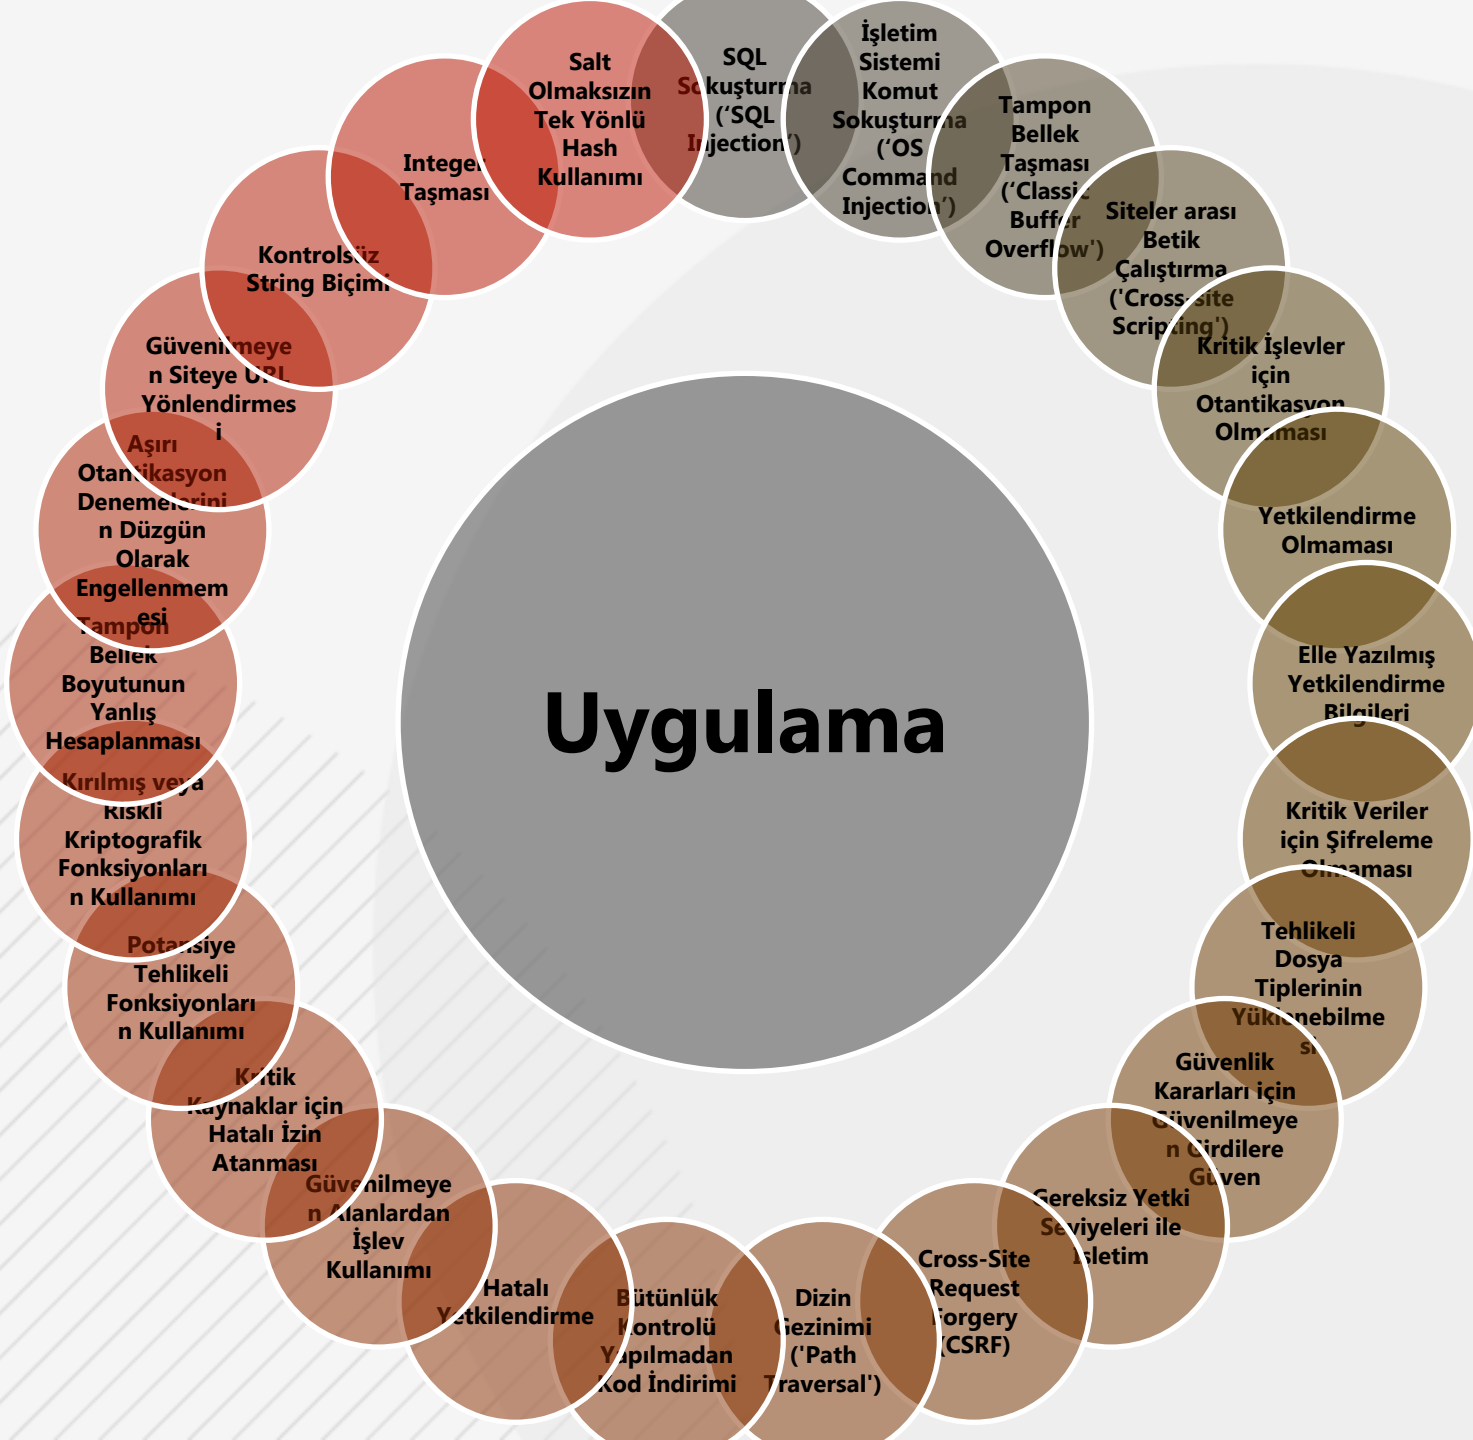 SQL
Sokuşturma
(‘SQL
Injection’)
İşletim
Sistemi
Komut
Sokuşturma
(‘OS
Command
Injection’)
Tampon
Bellek
Taşması
(‘Classic
Buffer
Overflow')
Siteler arası
Betik
Çalıştırma
('Cross-site
Scripting')
Kritik İşlevler
için
Otantikasyon
Olmaması
Yetkilendirme
Olmaması
Elle Yazılmış
Yetkilendirme
Bilgileri
Kritik Veriler
için Şifreleme
Olmaması
Tehlikeli
Dosya
Tiplerinin
Yüklenebilme
si
Güvenlik
Kararları için
Güvenilmeye
n Girdilere
Güven
Gereksiz Yetki
Seviyeleri ile
İşletim
Cross-Site
Request
Forgery
(CSRF)
Dizin
Gezinimi
('Path
Traversal')
Bütünlük
Kontrolü
Yapılmadan
Kod İndirimi
Hatalı
Yetkilendirme
Güvenilmeye
n Alanlardan
İşlev
Kullanımı
Kritik
Kaynaklar için
Hatalı İzin
Atanması
Potansiye
Tehlikeli
Fonksiyonları
n Kullanımı
Kırılmış veya
Riskli
Kriptografik
Fonksiyonları
n Kullanımı
Tampon
Bellek
Boyutunun
Yanlış
Hesaplanması
Aşırı
Otantikasyon
Denemelerini
n Düzgün
Olarak
Engellenmem
esi
Güvenilmeye
n Siteye URL
Yönlendirmes
i
Kontrolsüz
String Biçimi
Integer
Taşması
Salt
Olmaksızın
Tek Yönlü
Hash
Kullanımı
Uygulama